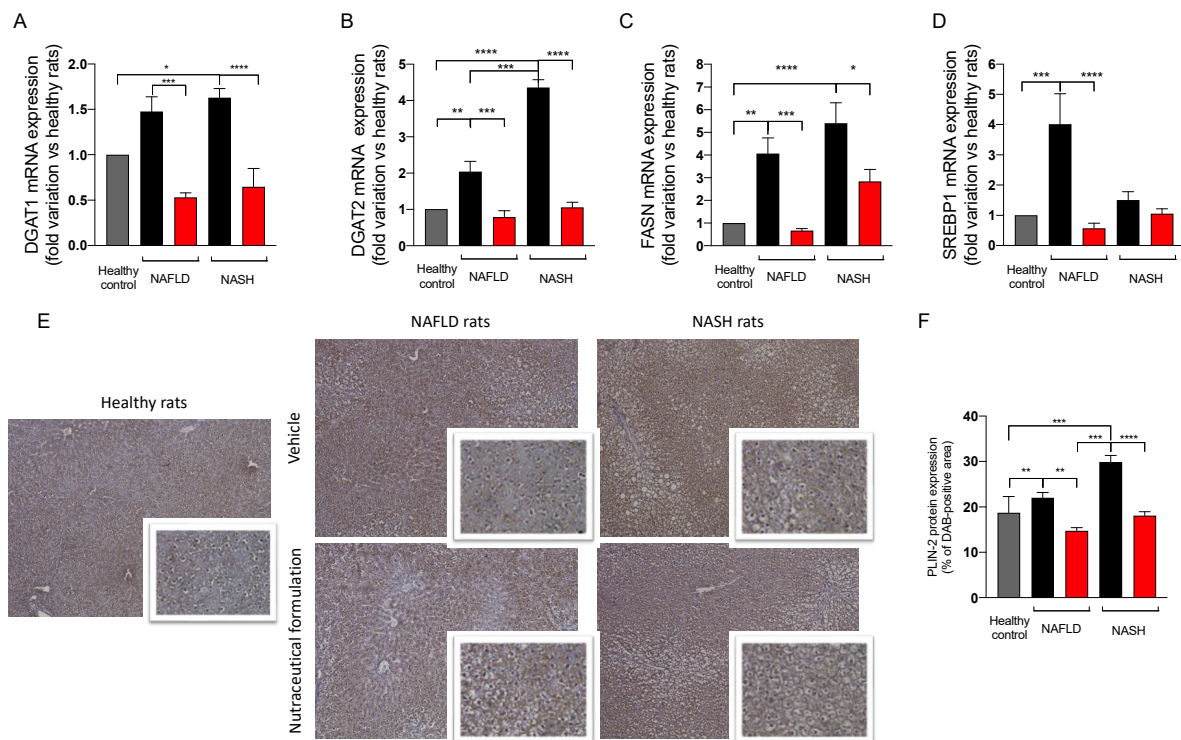 A
DGAT1 mRNA expression
(fold variation vs healthy rats)
2.0
1.5
1.0
0.5
0.0
*
***
****
Healthy
control
NAFLD
NASH
B
DGAT2 mRNA expression
(fold variation vs healthy rats)
5
4
3
2
1
0
****
***
****
**
***
Healthy
control
NAFLD
NASH
C
FASN mRNA expression
(fold variation vs healthy rats)
8
6
4
2
0
****
*
**
***
Healthy
control
NAFLD
NASH
D
SREBP1 mRNA expression
(fold variation vs healthy rats)
6
5
4
3
2
1
0
***
****
Healthy
control
NAFLD
NASH
E
NAFLD rats
NASH rats
Healthy rats
Vehicle
Nutraceutical formulation
F
PLIN-2 protein expression
(% of DAB-positive area)
40
30
20
10
0
***
***
****
**
**
Healthy
control
NAFLD
NASH